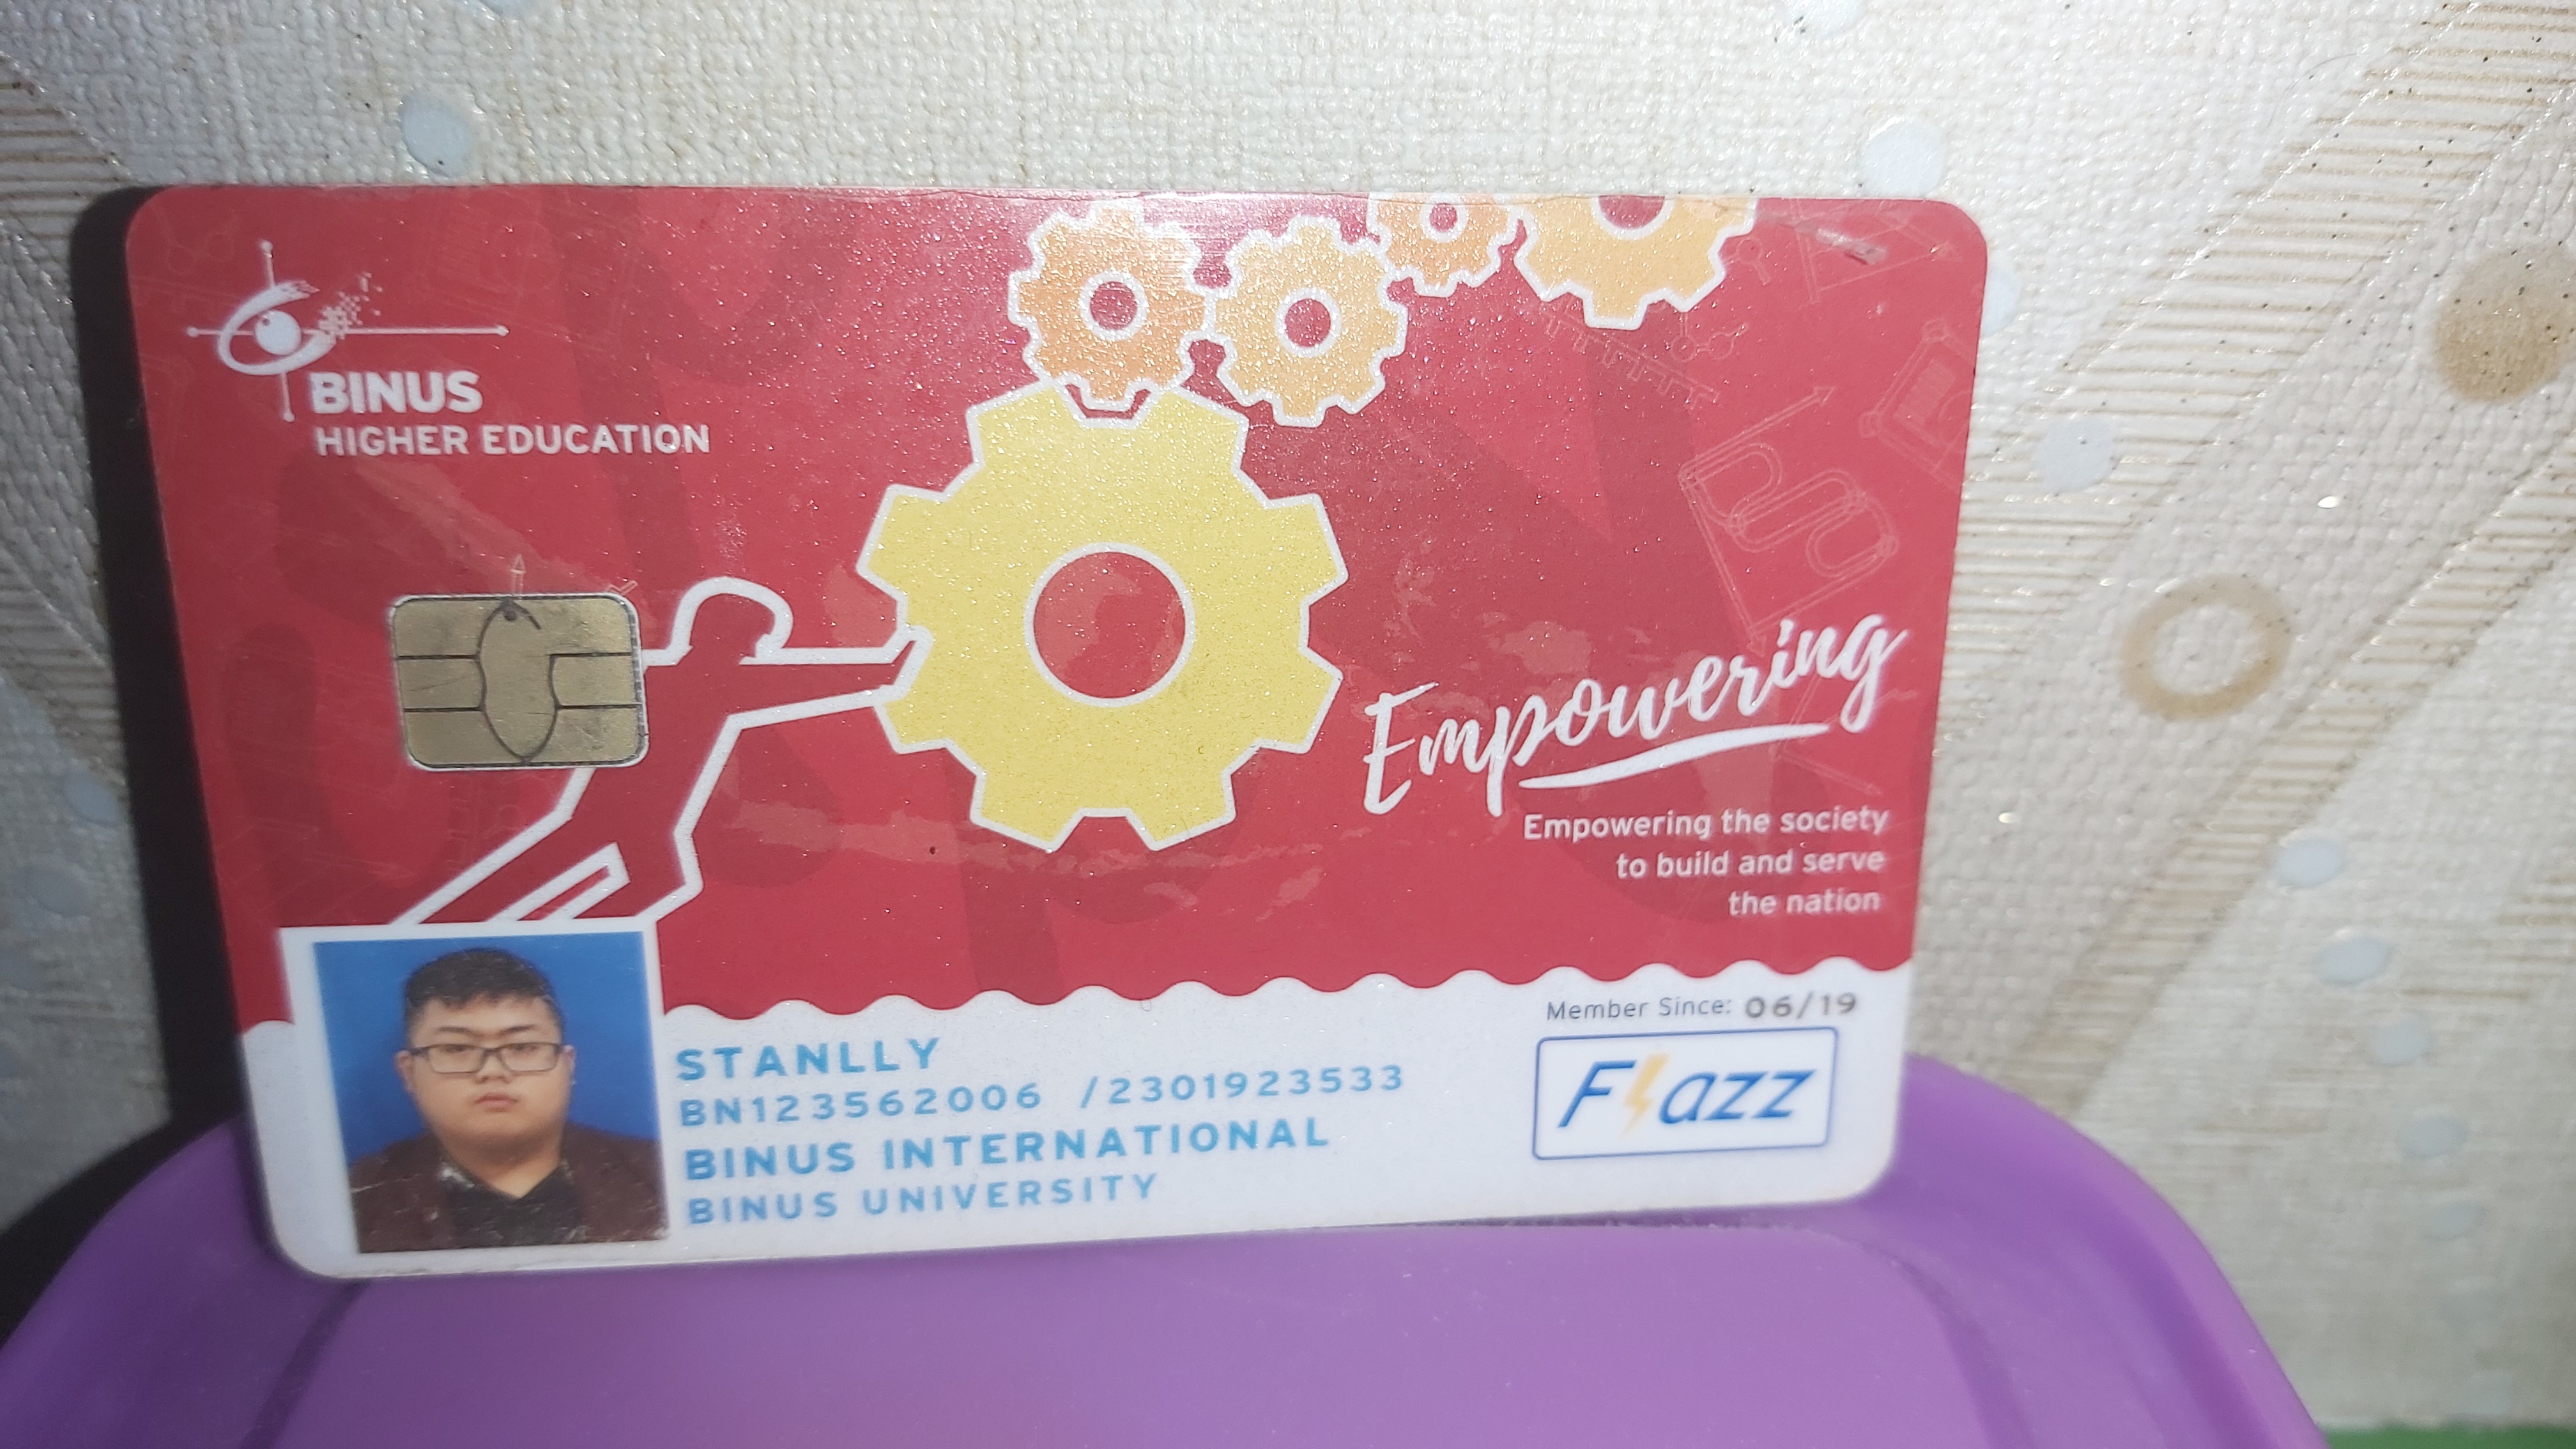 BINUS
HIGHER EDUCATION
Empowering
Empowering the society
to build and serve
the nation
Member Since: 06/19
STANLLY
BN123562006 /2301923533
BINUS INTERNATIONAL
BINUS UNIVERSITY
Flazz